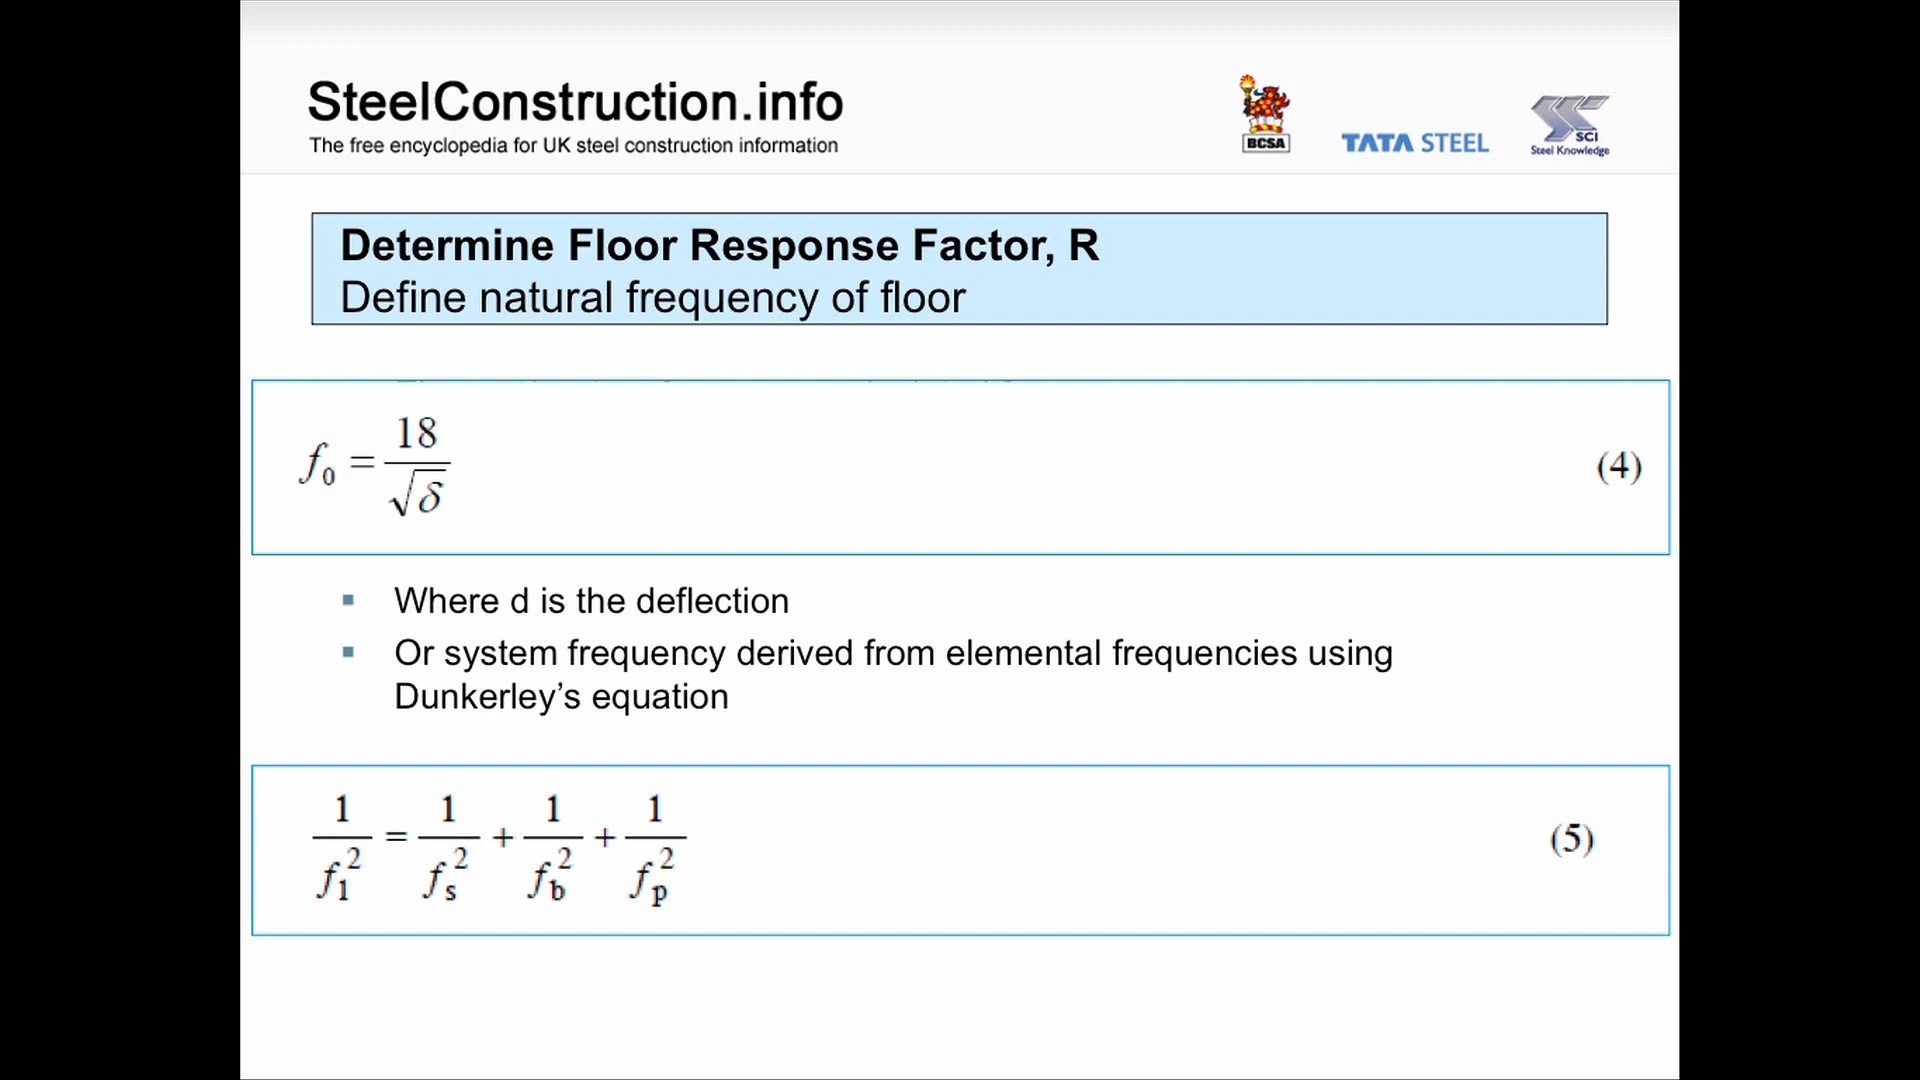 SteelConstruction.info
The free encyclopedia for UK steel construction information
BCSA
TATA STEEL
SCI
Steel Knowledge
Determine Floor Response Factor, R
Define natural frequency of floor
f₀ = 18 / √δ (4)
▪ Where d is the deflection
▪ Or system frequency derived from elemental frequencies using
Dunkerley’s equation
1/f₁² = 1/fₛ² + 1/f_b² + 1/fₚ² (5)